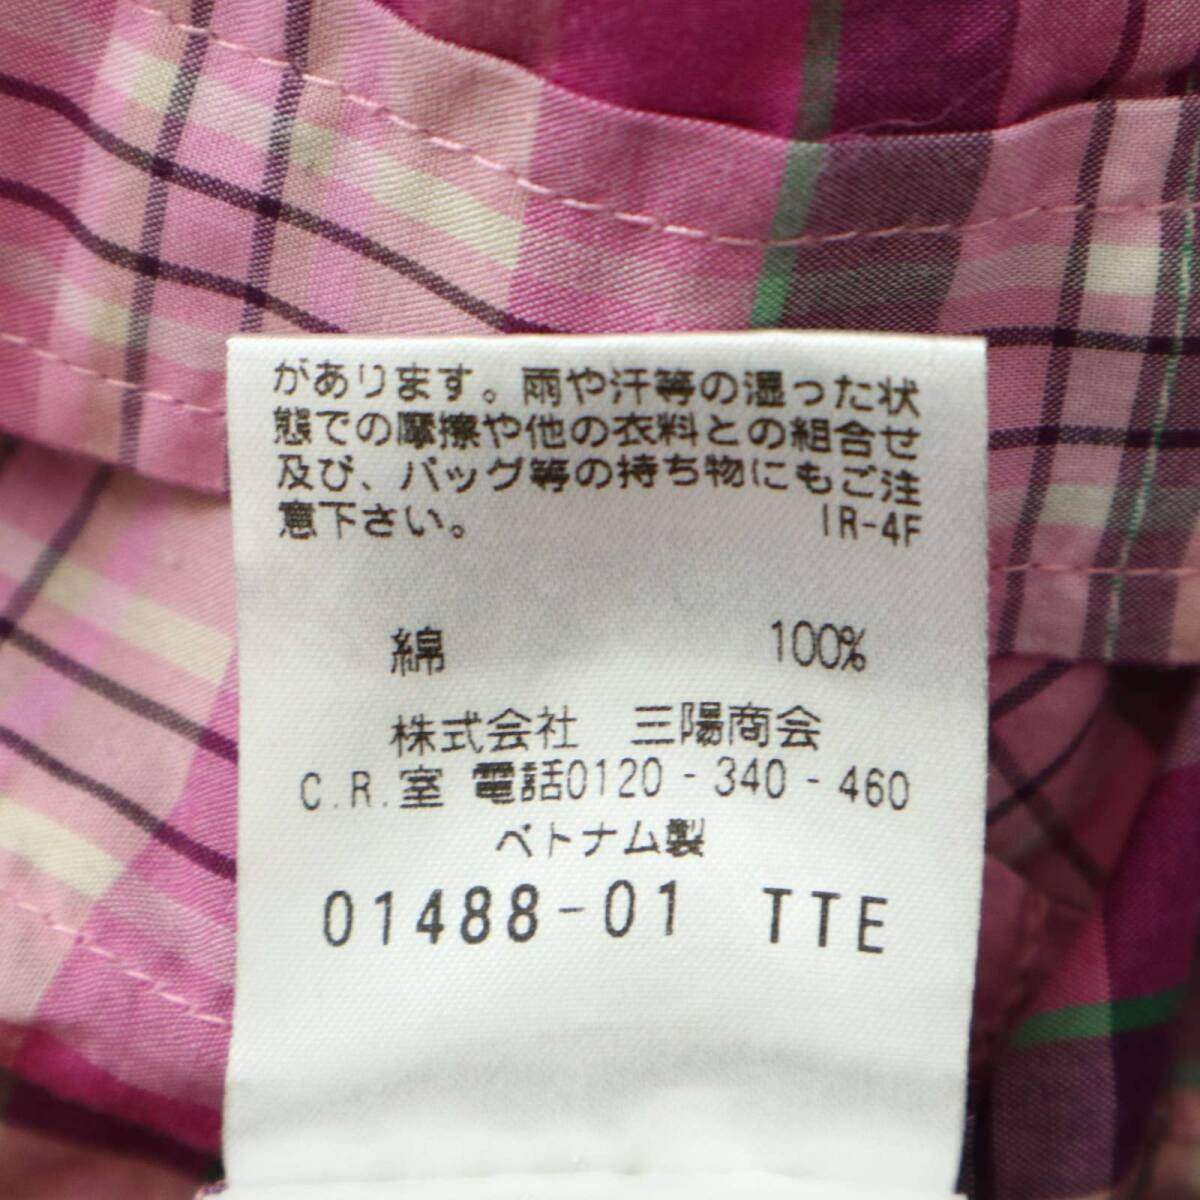 があります。雨や汗等の湿った状
態での摩擦や他の衣料との組合せ
及び、バッグ等の持ち物にもご注
意下さい。 IR-4F
綿 100%
株式会社 三陽商会
C.R.室 電話0120-340-460
ベトナム製
01488-01 TTE